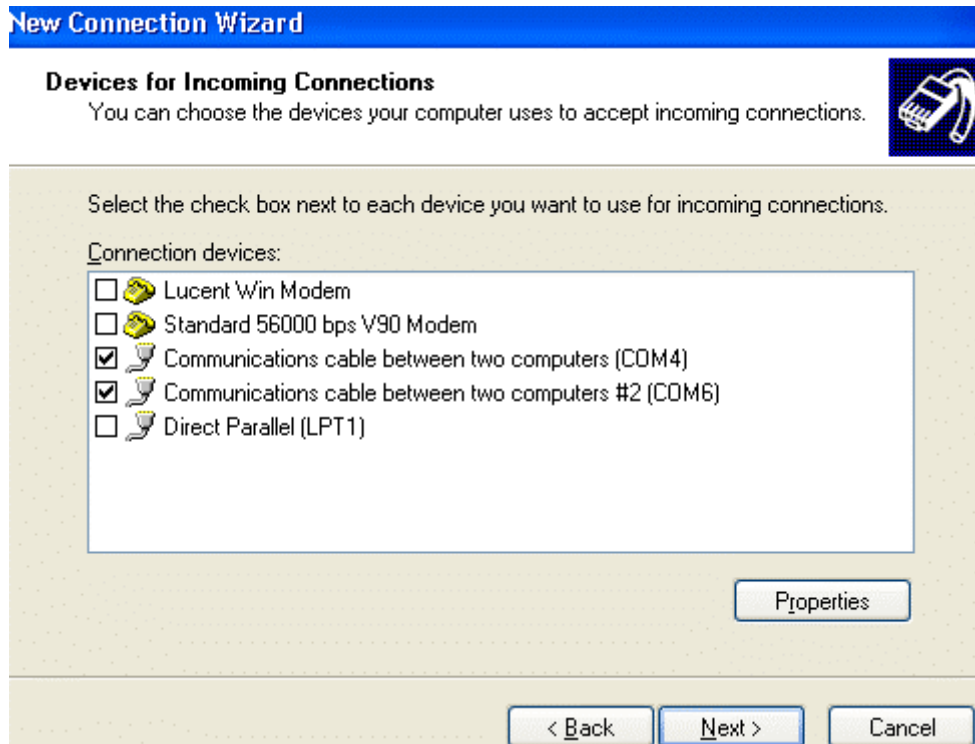 New Connection Wizard
Devices for Incoming Connections
You can choose the devices your computer uses to accept incoming connections.
Select the check box next to each device you want to use for incoming connections.
Connection devices:
Lucent Win Modem
Standard 56000 bps V90 Modem
Communications cable between two computers (COM4)
Communications cable between two computers #2 (COM6)
Direct Parallel (LPT1)
Properties
< Back Next > Cancel